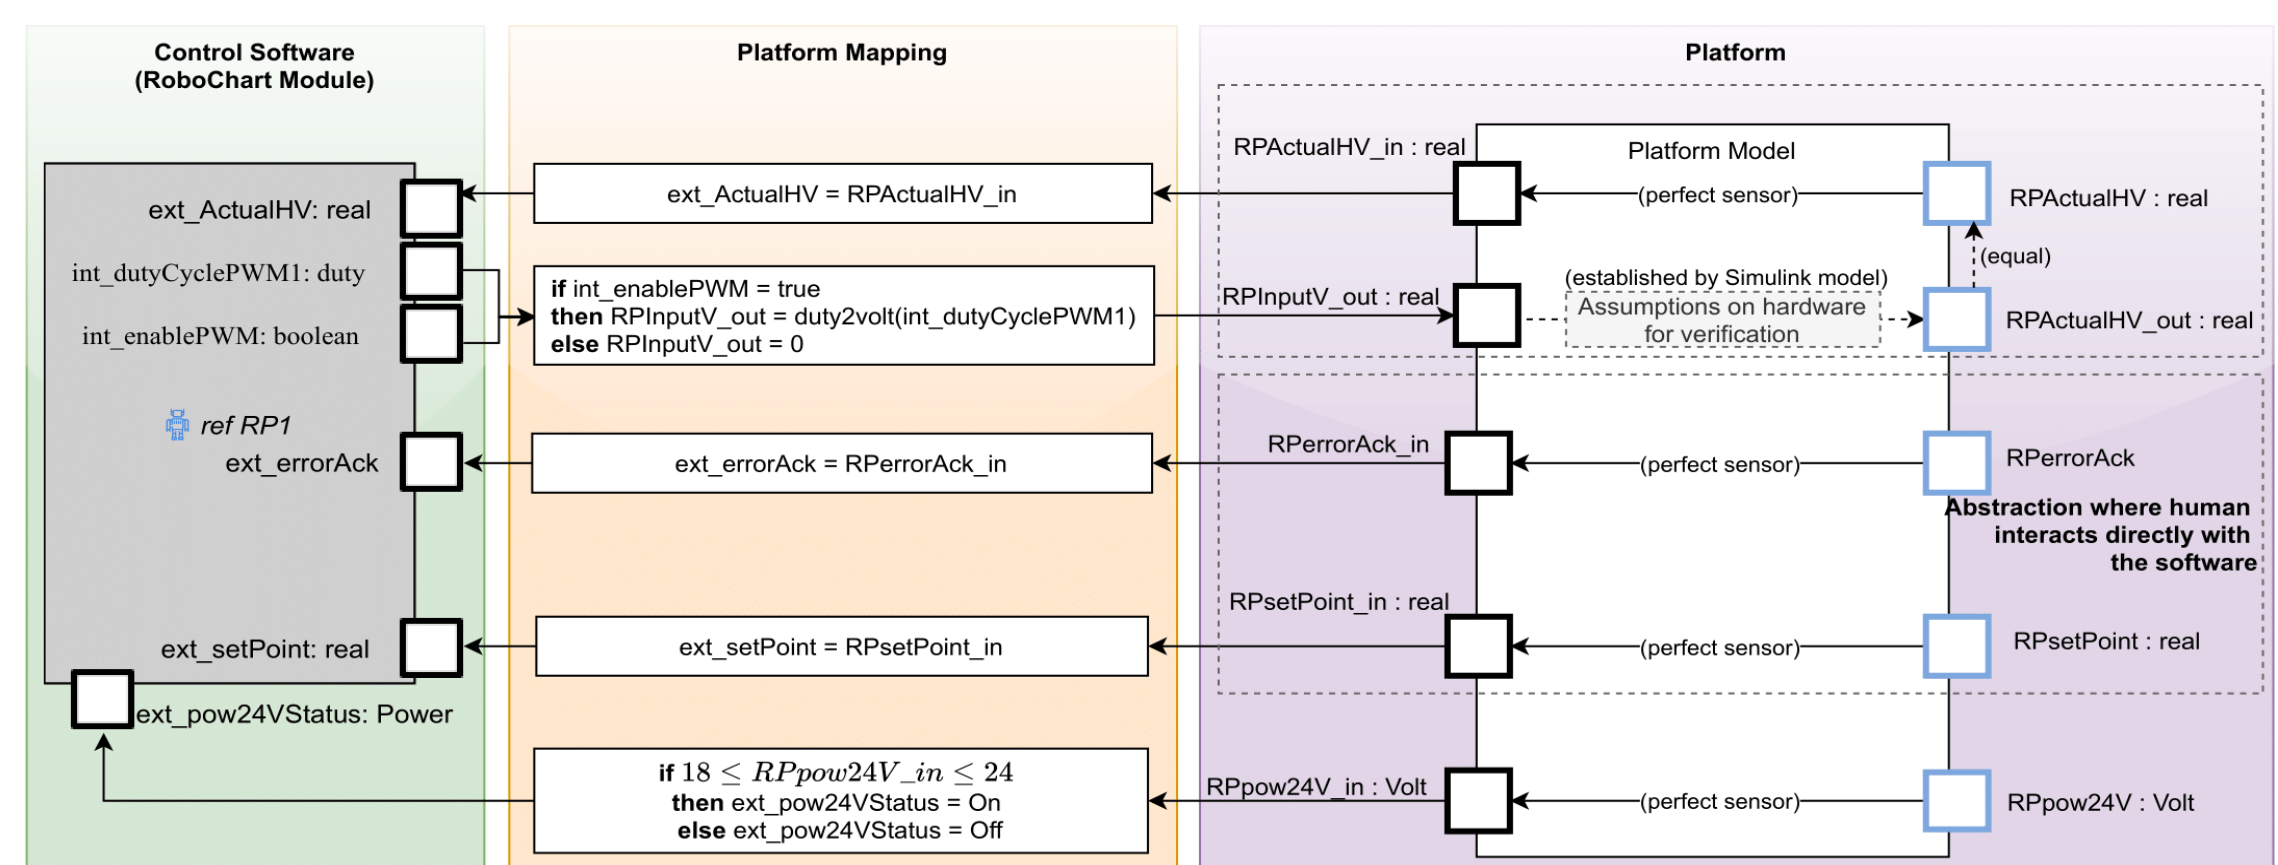 Control Software
(RoboChart Module)
Platform Mapping
Platform
ext_ActualHV: real
int_dutyCyclePWM1: duty
int_enablePWM: boolean
ref RP1
ext_errorAck
ext_setPoint: real
ext_pow24VStatus: Power
ext_ActualHV = RPActualHV_in
if int_enablePWM = true
then RPInputV_out = duty2volt(int_dutyCyclePWM1)
else RPInputV_out = 0
ext_errorAck = RPerrorAck_in
ext_setPoint = RPsetPoint_in
if 18 ≤ RPpow24V_in ≤ 24
then ext_pow24VStatus = On
else ext_pow24VStatus = Off
RPActualHV_in : real
Platform Model
(perfect sensor)
RPActualHV : real
(equal)
RPInputV_out : real
(established by Simulink model)
Assumptions on hardware
for verification
RPActualHV_out : real
RPerrorAck_in
(perfect sensor)
RPerrorAck
Abstraction where human
interacts directly with
the software
RPsetPoint_in : real
(perfect sensor)
RPsetPoint : real
RPpow24V_in : Volt
(perfect sensor)
RPpow24V : Volt